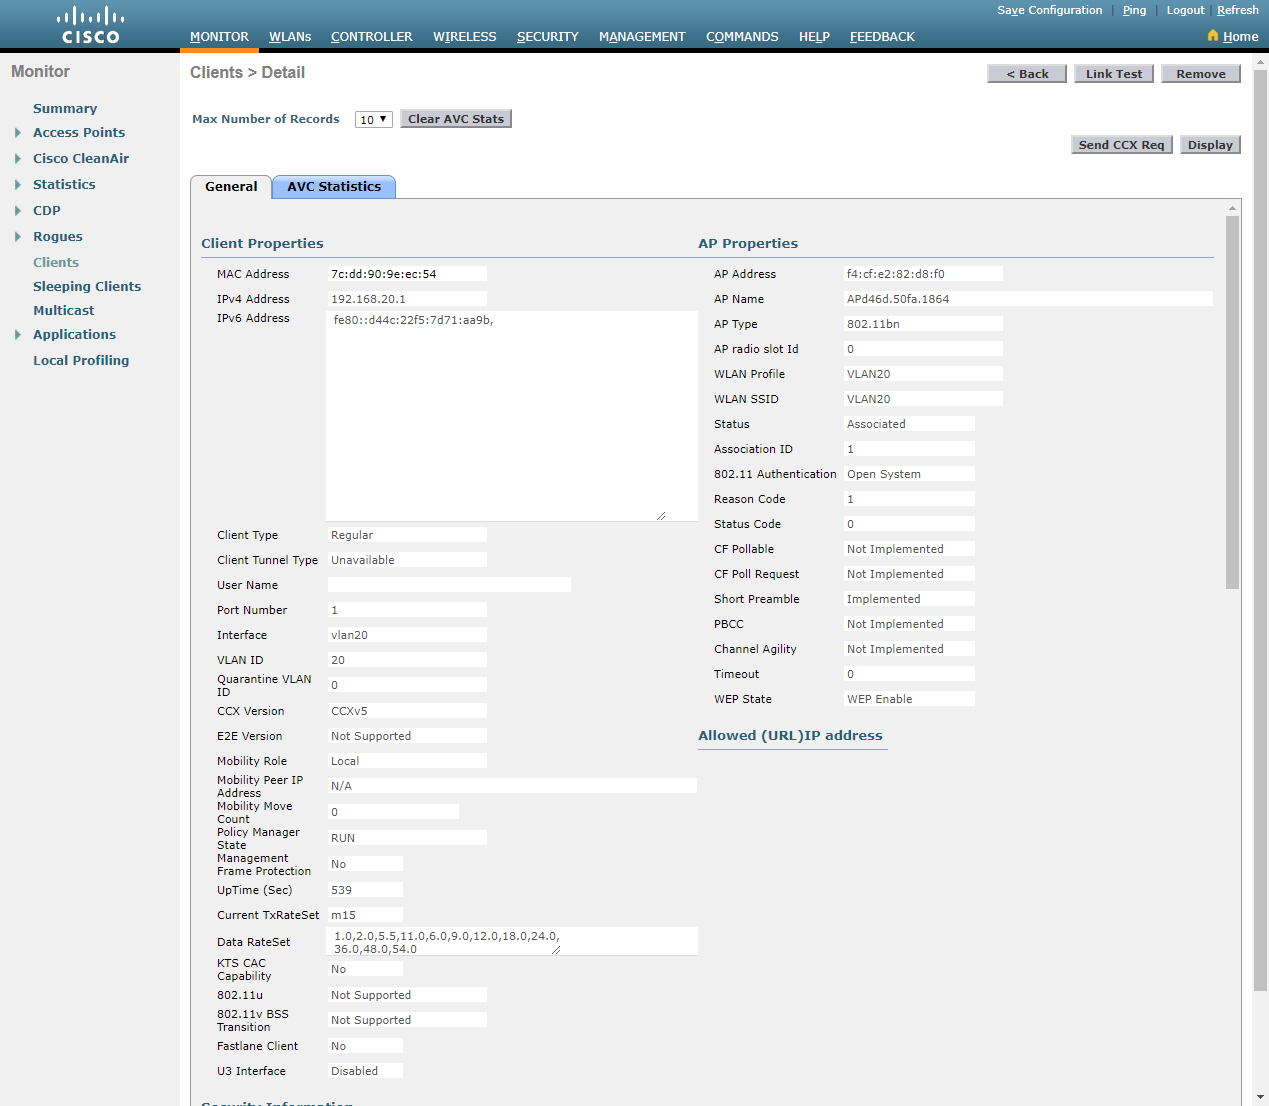 Save Configuration | Ping | Logout | Refresh
CISCO
MONITOR WLANs CONTROLLER WIRELESS SECURITY MANAGEMENT COMMANDS HELP FEEDBACK Home
Monitor
Summary
Access Points
Cisco CleanAir
Statistics
CDP
Rogues
Clients
Sleeping Clients
Multicast
Applications
Local Profiling
Clients > Detail
< Back Link Test Remove
Max Number of Records 10 Clear AVC Stats
Send CCX Req Display
General AVC Statistics
Client Properties
MAC Address 7c:dd:90:9e:ec:54
IPv4 Address 192.168.20.1
IPv6 Address fe80::d44c:22f5:7d71:aa9b,
Client Type Regular
Client Tunnel Type Unavailable
User Name
Port Number 1
Interface vlan20
VLAN ID 20
Quarantine VLAN
ID 0
CCX Version CCXv5
E2E Version Not Supported
Mobility Role Local
Mobility Peer IP
Address N/A
Mobility Move
Count 0
Policy Manager
State RUN
Management
Frame Protection No
UpTime (Sec) 539
Current TxRateSet m15
Data RateSet 1.0,2.0,5.5,11.0,6.0,9.0,12.0,18.0,24.0,
36.0,48.0,54.0
KTS CAC
Capability No
802.11u Not Supported
802.11v BSS
Transition Not Supported
Fastlane Client No
U3 Interface Disabled
Security Information
AP Properties
AP Address f4:cf:e2:82:d8:f0
AP Name APd46d.50fa.1864
AP Type 802.11bn
AP radio slot Id 0
WLAN Profile VLAN20
WLAN SSID VLAN20
Status Associated
Association ID 1
802.11 Authentication Open System
Reason Code 1
Status Code 0
CF Pollable Not Implemented
CF Poll Request Not Implemented
Short Preamble Implemented
PBCC Not Implemented
Channel Agility Not Implemented
Timeout 0
WEP State WEP Enable
Allowed (URL)IP address